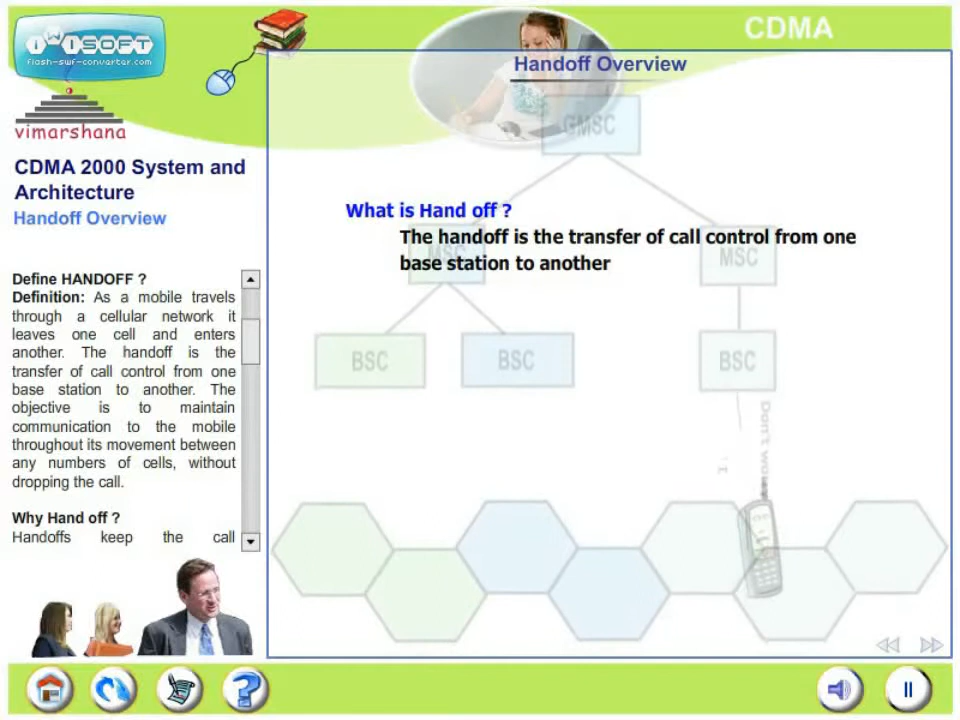 iWiSOFT
flash-swf-converter.com
CDMA
vimarshana
Handoff Overview
CDMA 2000 System and
Architecture
Handoff Overview
GMSC
What is Hand off ?
The handoff is the transfer of call control from one
base station to another
MSC
MSC
BSC
BSC
BSC
Define HANDOFF ?
Definition: As a mobile travels
through a cellular network it
leaves one cell and enters
another. The handoff is the
transfer of call control from one
base station to another. The
objective is to maintain
communication to the mobile
throughout its movement between
any numbers of cells, without
dropping the call.
Why Hand off ?
Handoffs keep the call
Don't